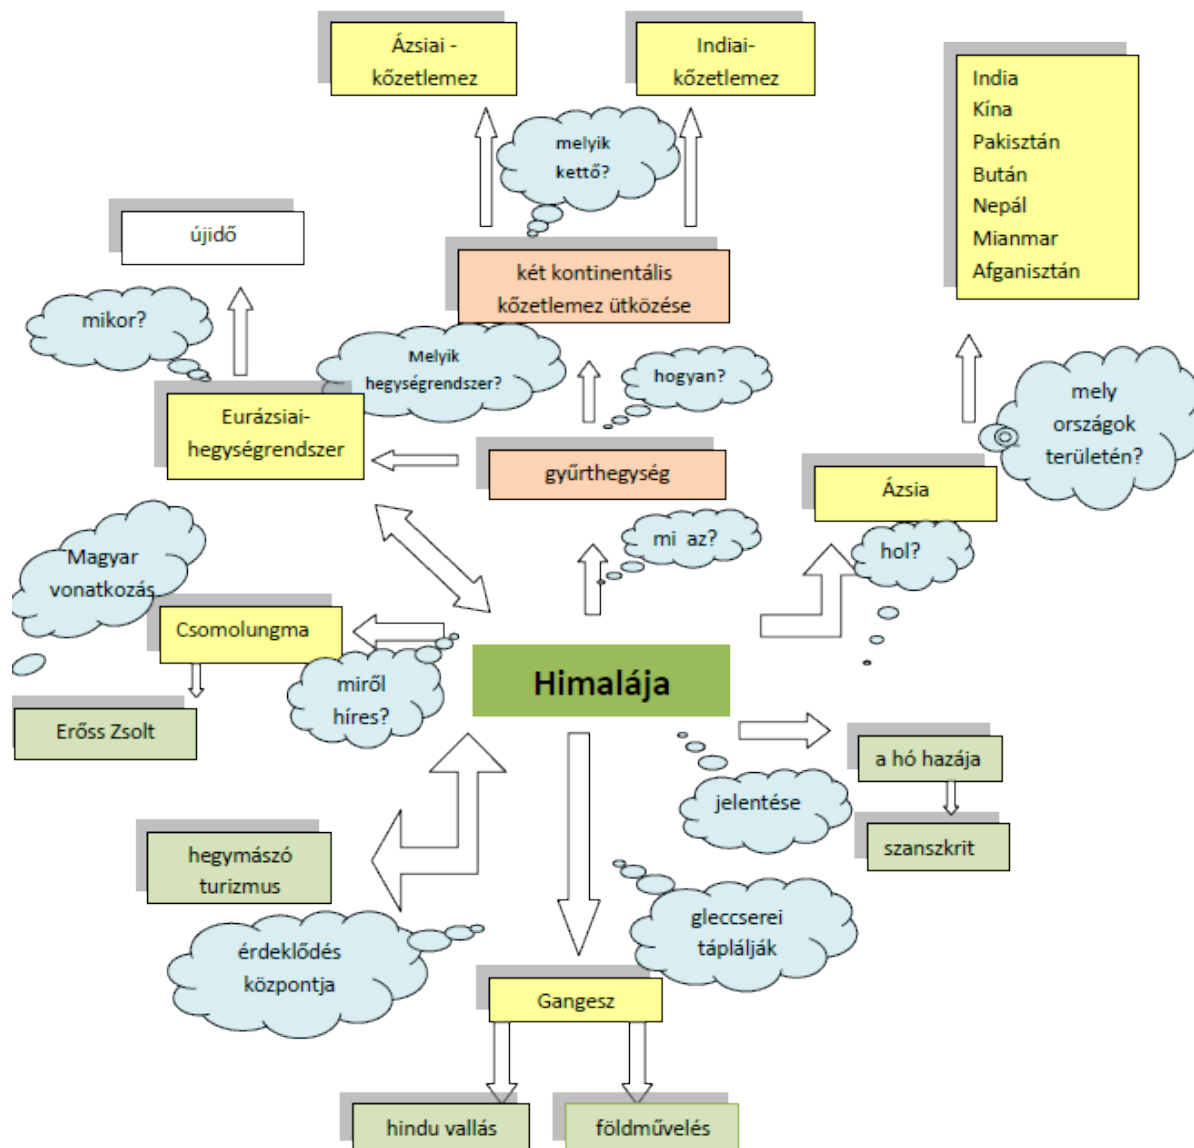 Ázsiai -
kőzetlemez
Indiai-
kőzetlemez
India
Kína
Pakisztán
Bután
Nepál
Mianmar
Afganisztán
melyik
kettő?
újidő
két kontinentális
kőzetlemez ütközése
mikor?
Melyik
hegységrendszer?
hogyan?
mely
országok
területén?
Eurázsiai-
hegységrendszer
gyűrthegység
Ázsia
mi az?
hol?
Magyar
vonatkozás
Csomolungma
miről
híres?
Himalája
Erőss Zsolt
a hó hazája
jelentése
szanszkrit
hegymászó
turizmus
gleccserei
táplálják
érdeklődés
központja
Gangesz
hindu vallás
földművelés